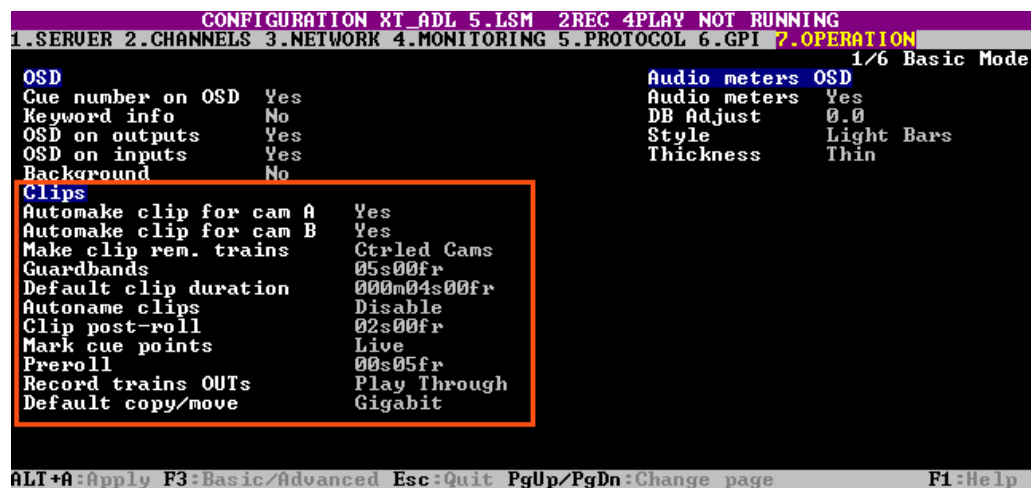 CONFIGURATION XT_ADL 5.LSM 2REC 4PLAY NOT RUNNING
1.SERVER 2.CHANNELS 3.NETWORK 4.MONITORING 5.PROTOCOL 6.GPI 7.OPERATION
1/6 Basic Mode
OSD
Cue number on OSD Yes
Keyword info No
OSD on outputs Yes
OSD on inputs Yes
Background No
Audio meters OSD
Audio meters Yes
DB Adjust 0.0
Style Light Bars
Thickness Thin
Clips
Automake clip for cam A Yes
Automake clip for cam B Yes
Make clip rem. trains Ctrled Cams
Guardbands 05s00fr
Default clip duration 000m04s00fr
Autoname clips Disable
Clip post-roll 02s00fr
Mark cue points Live
Preroll 00s05fr
Record trains OUTs Play Through
Default copy/move Gigabit
ALT+A:Apply F3:Basic/Advanced Esc:Quit PgUp/PgDn:Change page F1:Help